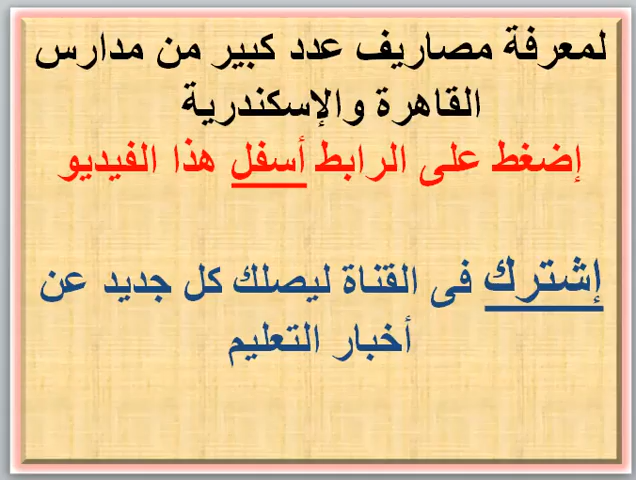 لمعرفة مصاريف عدد كبير من مدارس
القاهرة والإسكندرية
إضغط على الرابط أسفل هذا الفيديو
إشترك فى القناة ليصلك كل جديد عن
أخبار التعليم